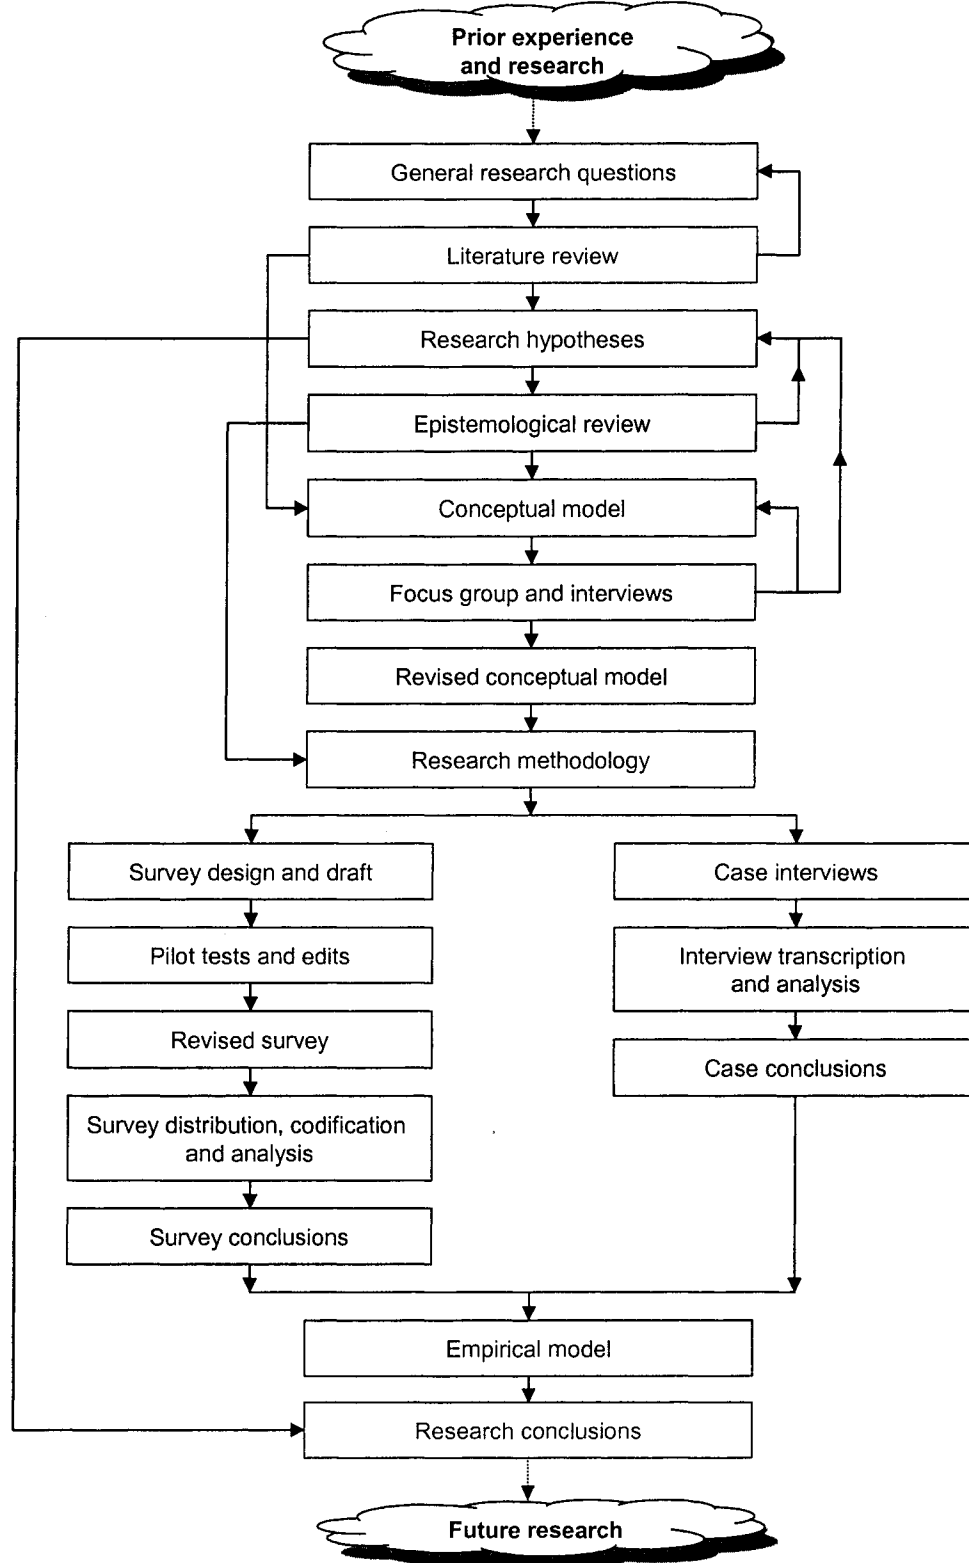 Prior experience
and research
General research questions
Literature review
Research hypotheses
Epistemological review
Conceptual model
Focus group and interviews
Revised conceptual model
Research methodology
Survey design and draft
Pilot tests and edits
Revised survey
Survey distribution, codification
and analysis
Survey conclusions
Case interviews
Interview transcription
and analysis
Case conclusions
Empirical model
Research conclusions
Future research